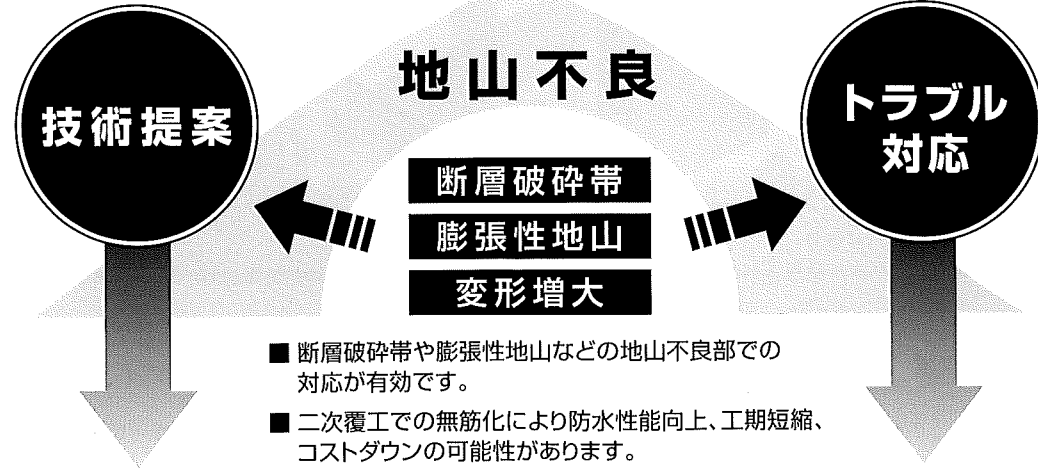 地山不良
技術提案
トラブル
対応
断層破砕帯
膨張性地山
変形増大
■ 断層破砕帯や膨張性地山などの地山不良部での
対応が有効です。
■ 二次覆工での無筋化により防水性能向上、工期短縮、
コストダウンの可能性があります。